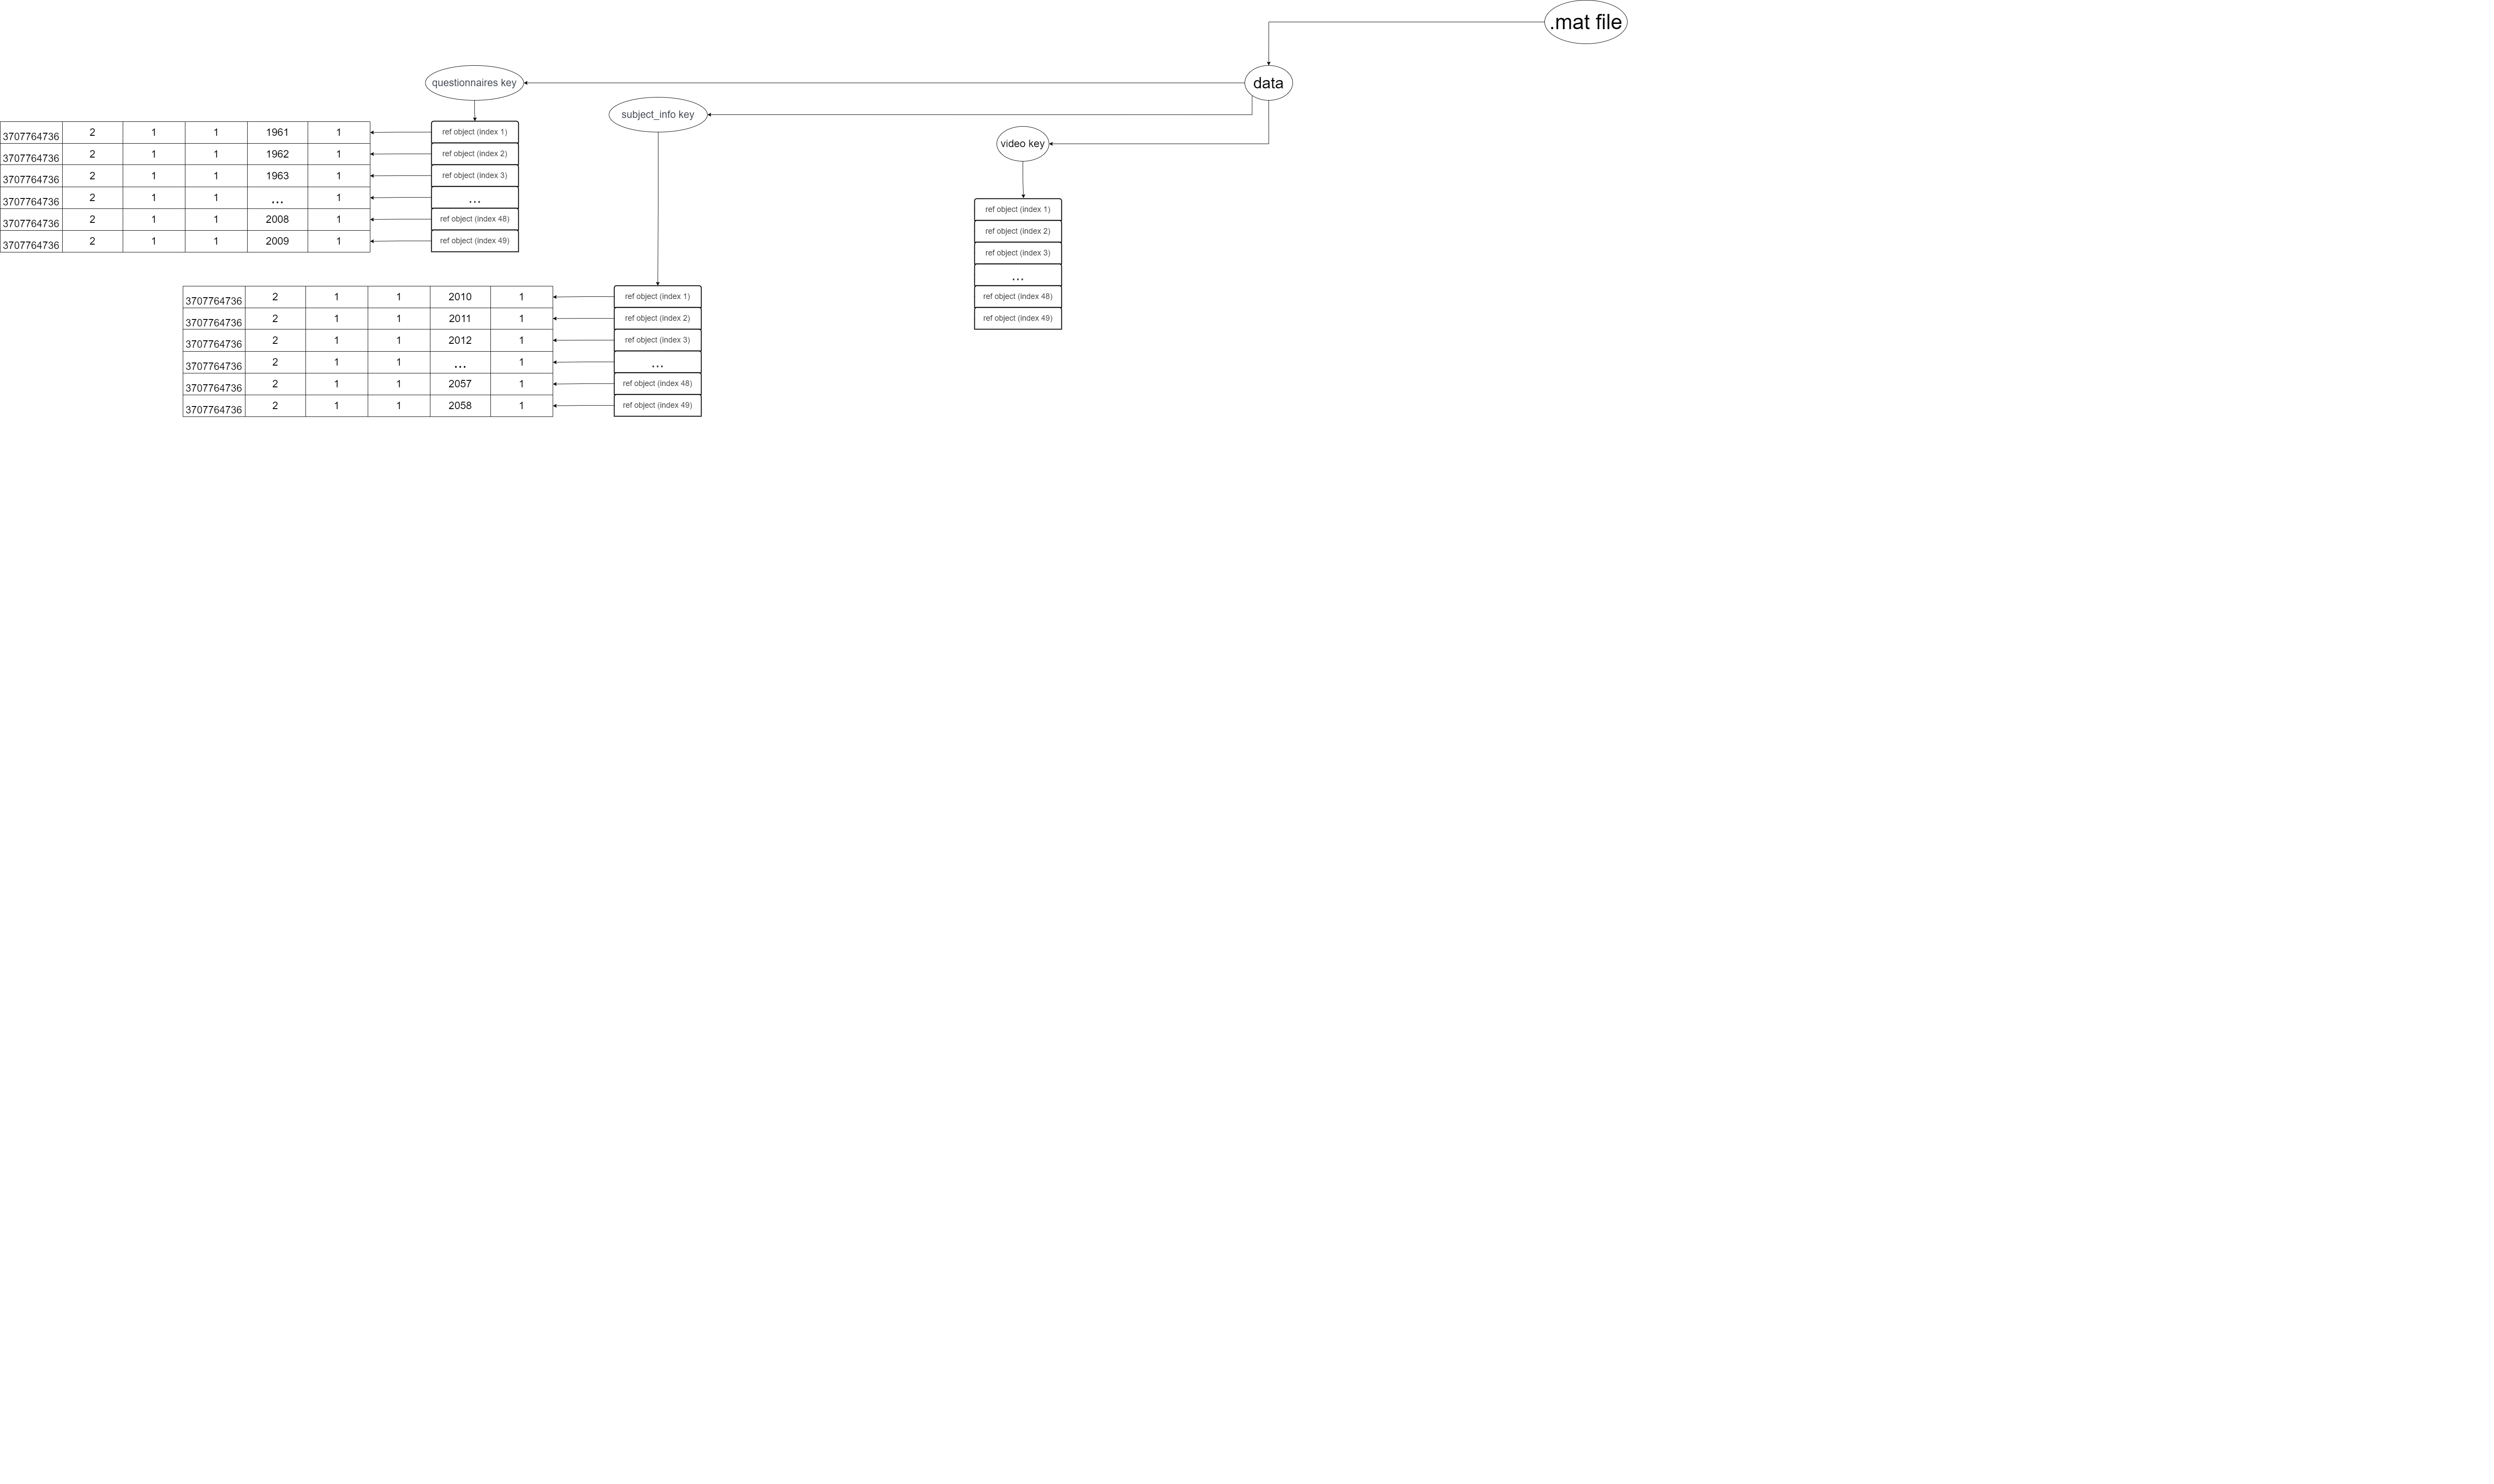 .mat file
data
questionnaires key
subject_info key
video key
3707764736 2 1 1 1961 1
ref object (index 1)
3707764736 2 1 1 1962 1
ref object (index 2)
3707764736 2 1 1 1963 1
ref object (index 3)
3707764736 2 1 1 ... 1
...
3707764736 2 1 1 2008 1
ref object (index 48)
3707764736 2 1 1 2009 1
ref object (index 49)
ref object (index 1)
ref object (index 2)
ref object (index 3)
...
ref object (index 48)
ref object (index 49)
3707764736 2 1 1 2010 1
ref object (index 1)
3707764736 2 1 1 2011 1
ref object (index 2)
3707764736 2 1 1 2012 1
ref object (index 3)
3707764736 2 1 1 ... 1
...
3707764736 2 1 1 2057 1
ref object (index 48)
3707764736 2 1 1 2058 1
ref object (index 49)